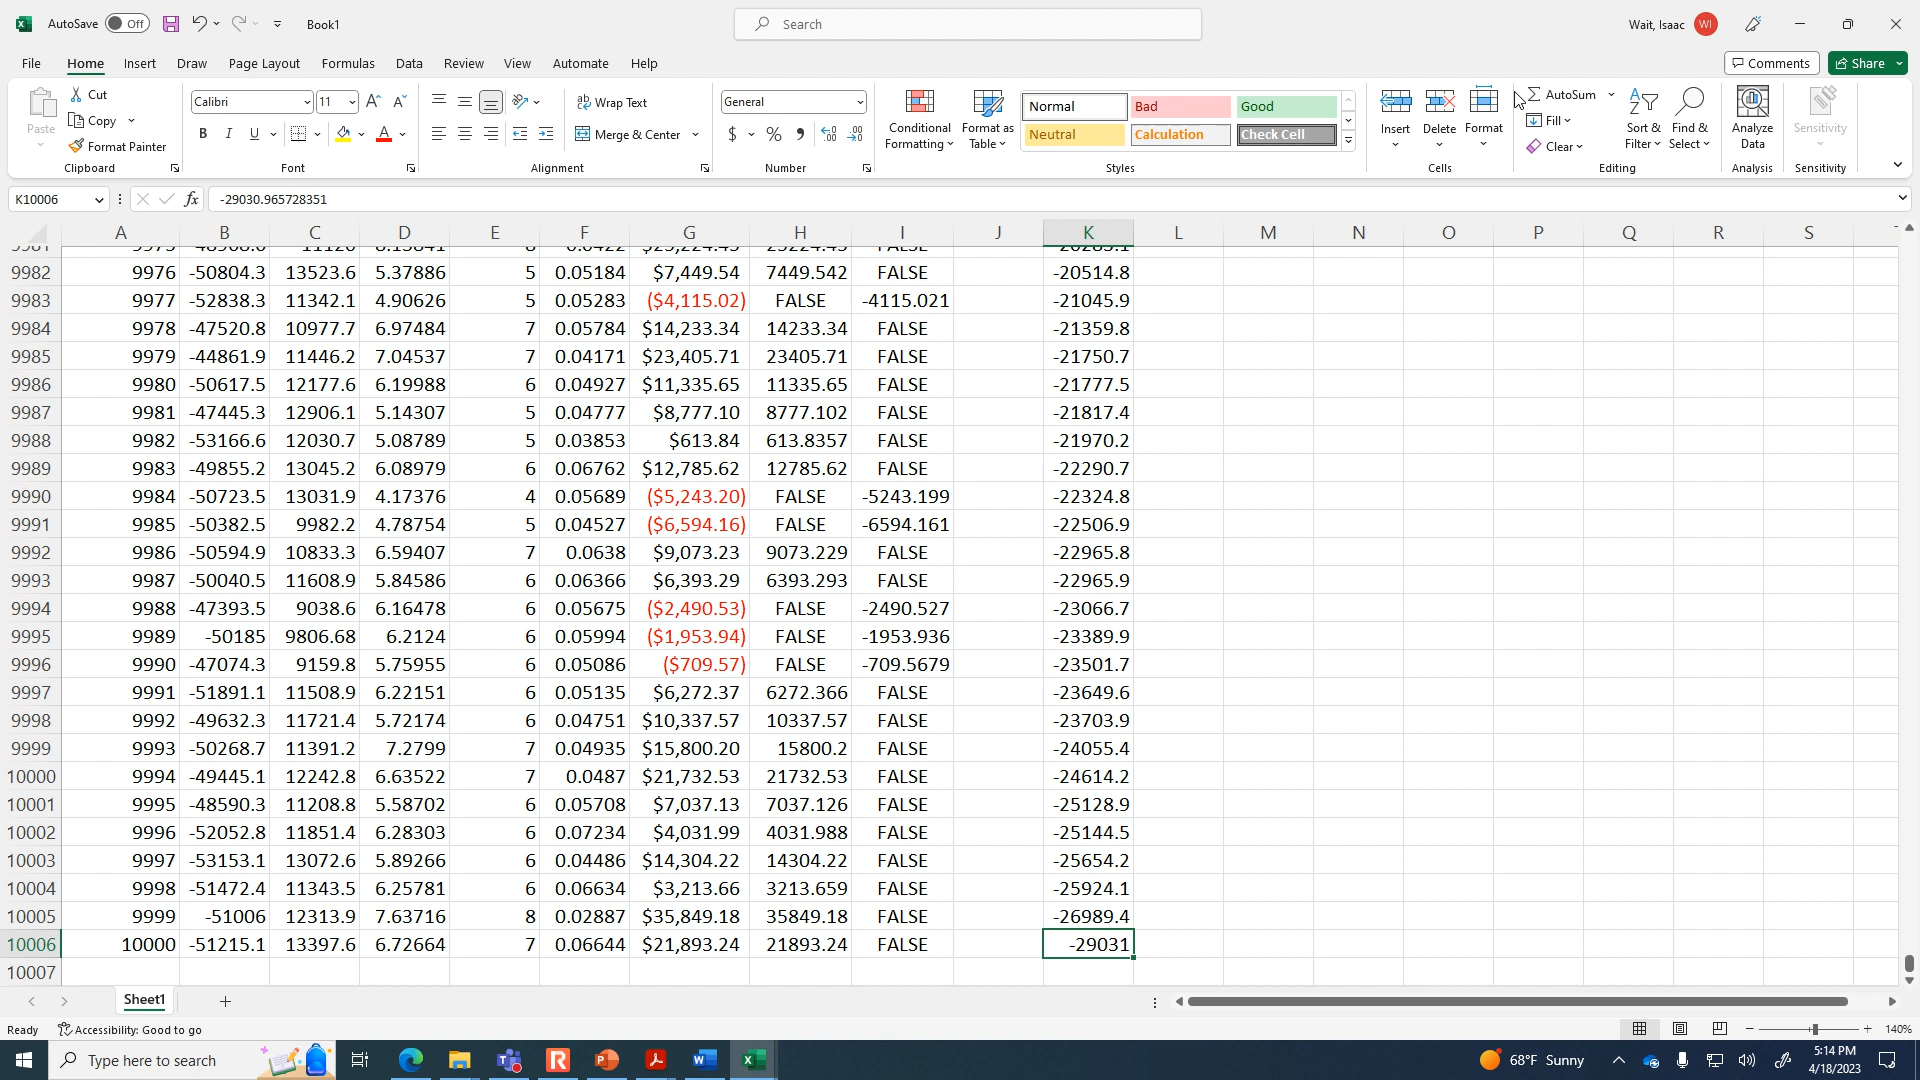 AutoSave Off Book1 Search Wait, Isaac WI
File Home Insert Draw Page Layout Formulas Data Review View Automate Help Comments Share
Paste Cut Copy Format Painter Clipboard
Calibri 11 B I U A Font
Wrap Text Merge & Center Alignment
General $ % , Number
Conditional Formatting Format as Table Normal Bad Good Neutral Calculation Check Cell Styles
Insert Delete Format Cells
AutoSum Fill Clear Sort & Filter Find & Select Editing
Analyze Data Analysis Sensitivity Sensitivity
K10006 fx -29030.965728351
A B C D E F G H I J K L M N O P Q R S
9982 9976 -50804.3 13523.6 5.37886 5 0.05184 $7,449.54 7449.542 FALSE -20514.8
9983 9977 -52838.3 11342.1 4.90626 5 0.05283 ($4,115.02) FALSE -4115.021 -21045.9
9984 9978 -47520.8 10977.7 6.97484 7 0.05784 $14,233.34 14233.34 FALSE -21359.8
9985 9979 -44861.9 11446.2 7.04537 7 0.04171 $23,405.71 23405.71 FALSE -21750.7
9986 9980 -50617.5 12177.6 6.19988 6 0.04927 $11,335.65 11335.65 FALSE -21777.5
9987 9981 -47445.3 12906.1 5.14307 5 0.04777 $8,777.10 8777.102 FALSE -21817.4
9988 9982 -53166.6 12030.7 5.08789 5 0.03853 $613.84 613.8357 FALSE -21970.2
9989 9983 -49855.2 13045.2 6.08979 6 0.06762 $12,785.62 12785.62 FALSE -22290.7
9990 9984 -50723.5 13031.9 4.17376 4 0.05689 ($5,243.20) FALSE -5243.199 -22324.8
9991 9985 -50382.5 9982.2 4.78754 5 0.04527 ($6,594.16) FALSE -6594.161 -22506.9
9992 9986 -50594.9 10833.3 6.59407 7 0.0638 $9,073.23 9073.229 FALSE -22965.8
9993 9987 -50040.5 11608.9 5.84586 6 0.06366 $6,393.29 6393.293 FALSE -22965.9
9994 9988 -47393.5 9038.6 6.16478 6 0.05675 ($2,490.53) FALSE -2490.527 -23066.7
9995 9989 -50185 9806.68 6.2124 6 0.05994 ($1,953.94) FALSE -1953.936 -23389.9
9996 9990 -47074.3 9159.8 5.75955 6 0.05086 ($709.57) FALSE -709.5679 -23501.7
9997 9991 -51891.1 11508.9 6.22151 6 0.05135 $6,272.37 6272.366 FALSE -23649.6
9998 9992 -49632.3 11721.4 5.72174 6 0.04751 $10,337.57 10337.57 FALSE -23703.9
9999 9993 -50268.7 11391.2 7.2799 7 0.04935 $15,800.20 15800.2 FALSE -24055.4
10000 9994 -49445.1 12242.8 6.63522 7 0.0487 $21,732.53 21732.53 FALSE -24614.2
10001 9995 -48590.3 11208.8 5.58702 6 0.05708 $7,037.13 7037.126 FALSE -25128.9
10002 9996 -52052.8 11851.4 6.28303 6 0.07234 $4,031.99 4031.988 FALSE -25144.5
10003 9997 -53153.1 13072.6 5.89266 6 0.04486 $14,304.22 14304.22 FALSE -25654.2
10004 9998 -51472.4 11343.5 6.25781 6 0.06634 $3,213.66 3213.659 FALSE -25924.1
10005 9999 -51006 12313.9 7.63716 8 0.02887 $35,849.18 35849.18 FALSE -26989.4
10006 10000 -51215.1 13397.6 6.72664 7 0.06644 $21,893.24 21893.24 FALSE -29031
10007
Sheet1
Ready Accessibility: Good to go 140%
Type here to search 68°F Sunny 5:14 PM
4/18/2023